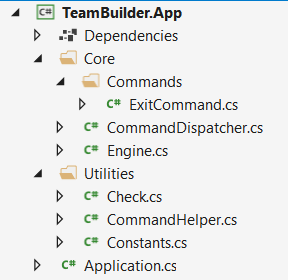 C# TeamBuilder.App
Dependencies
Core
Commands
C# ExitCommand.cs
C# CommandDispatcher.cs
C# Engine.cs
Utilities
C# Check.cs
C# CommandHelper.cs
C# Constants.cs
C# Application.cs